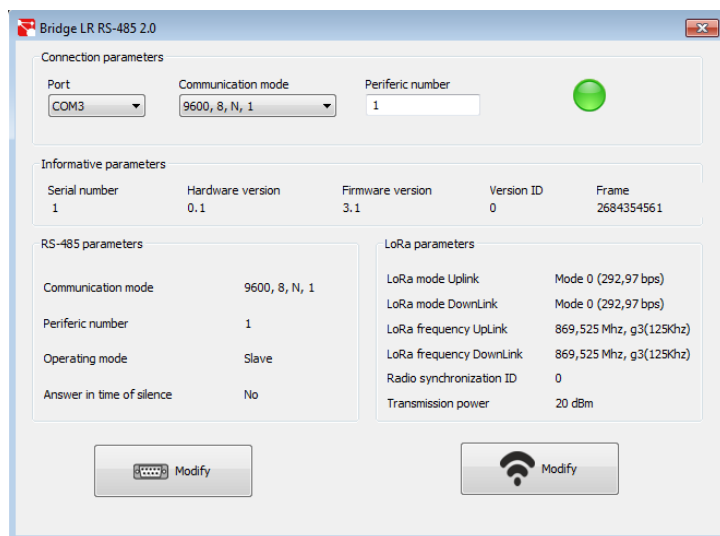 Bridge LR RS-485 2.0
Connection parameters
Port Communication mode Periferic number
COM3 9600, 8, N, 1 1
Informative parameters
Serial number Hardware version Firmware version Version ID Frame
1 0.1 3.1 0 2684354561
RS-485 parameters
Communication mode 9600, 8, N, 1
Periferic number 1
Operating mode Slave
Answer in time of silence No
Modify
LoRa parameters
LoRa mode Uplink Mode 0 (292,97 bps)
LoRa mode DownLink Mode 0 (292,97 bps)
LoRa frequency UpLink 869,525 Mhz, g3(125Khz)
LoRa frequency DownLink 869,525 Mhz, g3(125Khz)
Radio synchronization ID 0
Transmission power 20 dBm
Modify